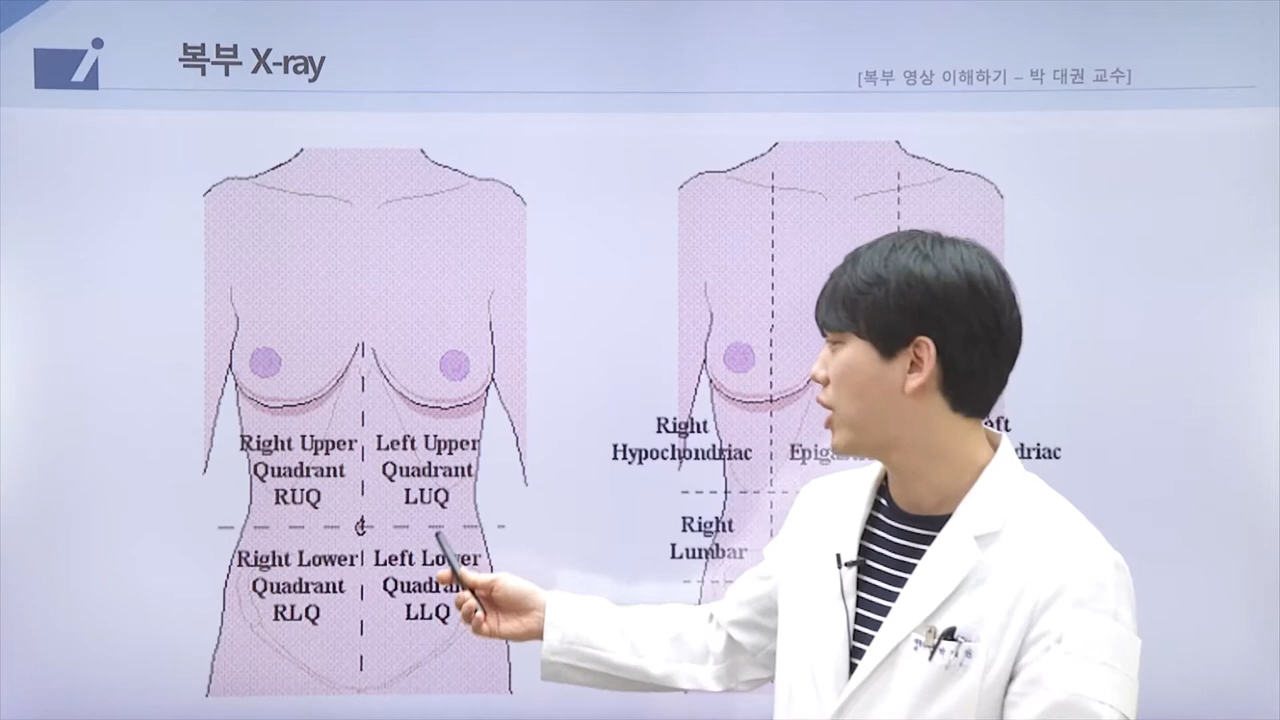 복부 X-ray
[복부 영상 이해하기 – 박 대권 교수]
Right Upper
Quadrant
RUQ
Left Upper
Quadrant
LUQ
Right Lower
Quadrant
RLQ
Left Lower
LLQ
Right
Hypochondriac
Right
Lumbar